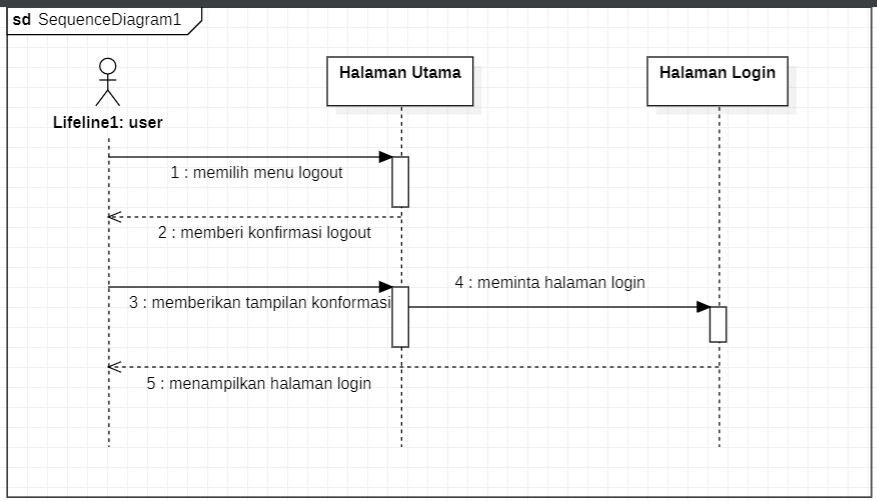 sd SequenceDiagram1
Halaman Utama
Halaman Login
Lifeline1: user
1 : memilih menu logout
2 : memberi konfirmasi logout
4 : meminta halaman login
3 : memberikan tampilan konformasi
5 : menampilkan halaman login